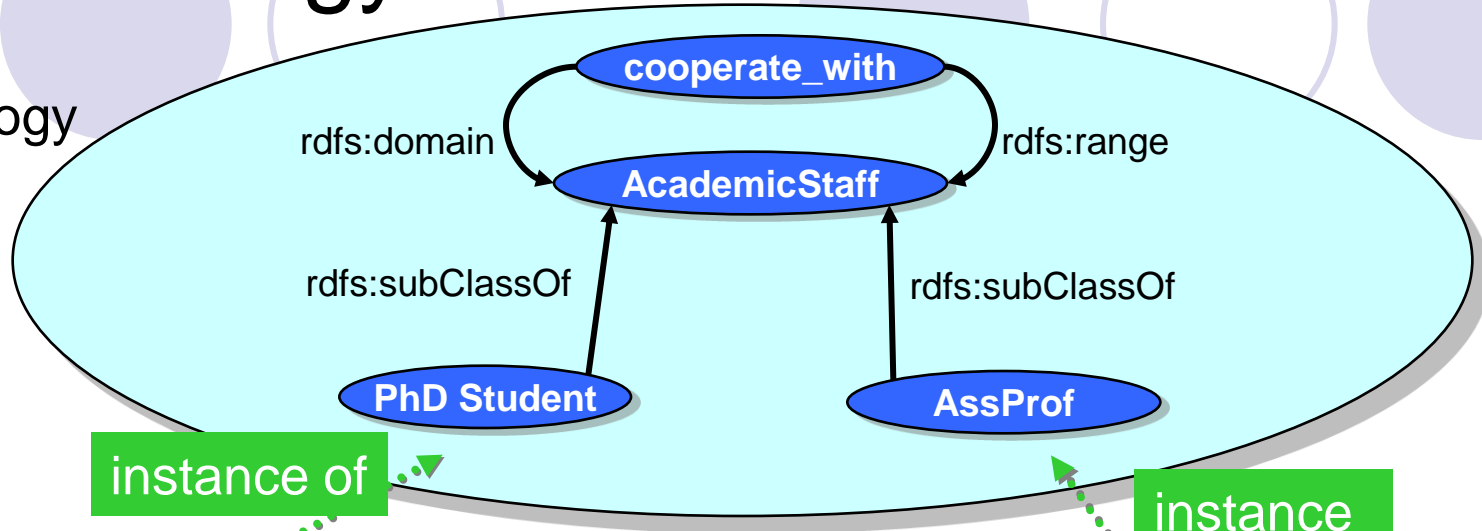 cooperate_with
ogy
rdfs:domain
rdfs:range
AcademicStaff
rdfs:subClassOf
rdfs:subClassOf
PhD Student
AssProf
instance of
instance